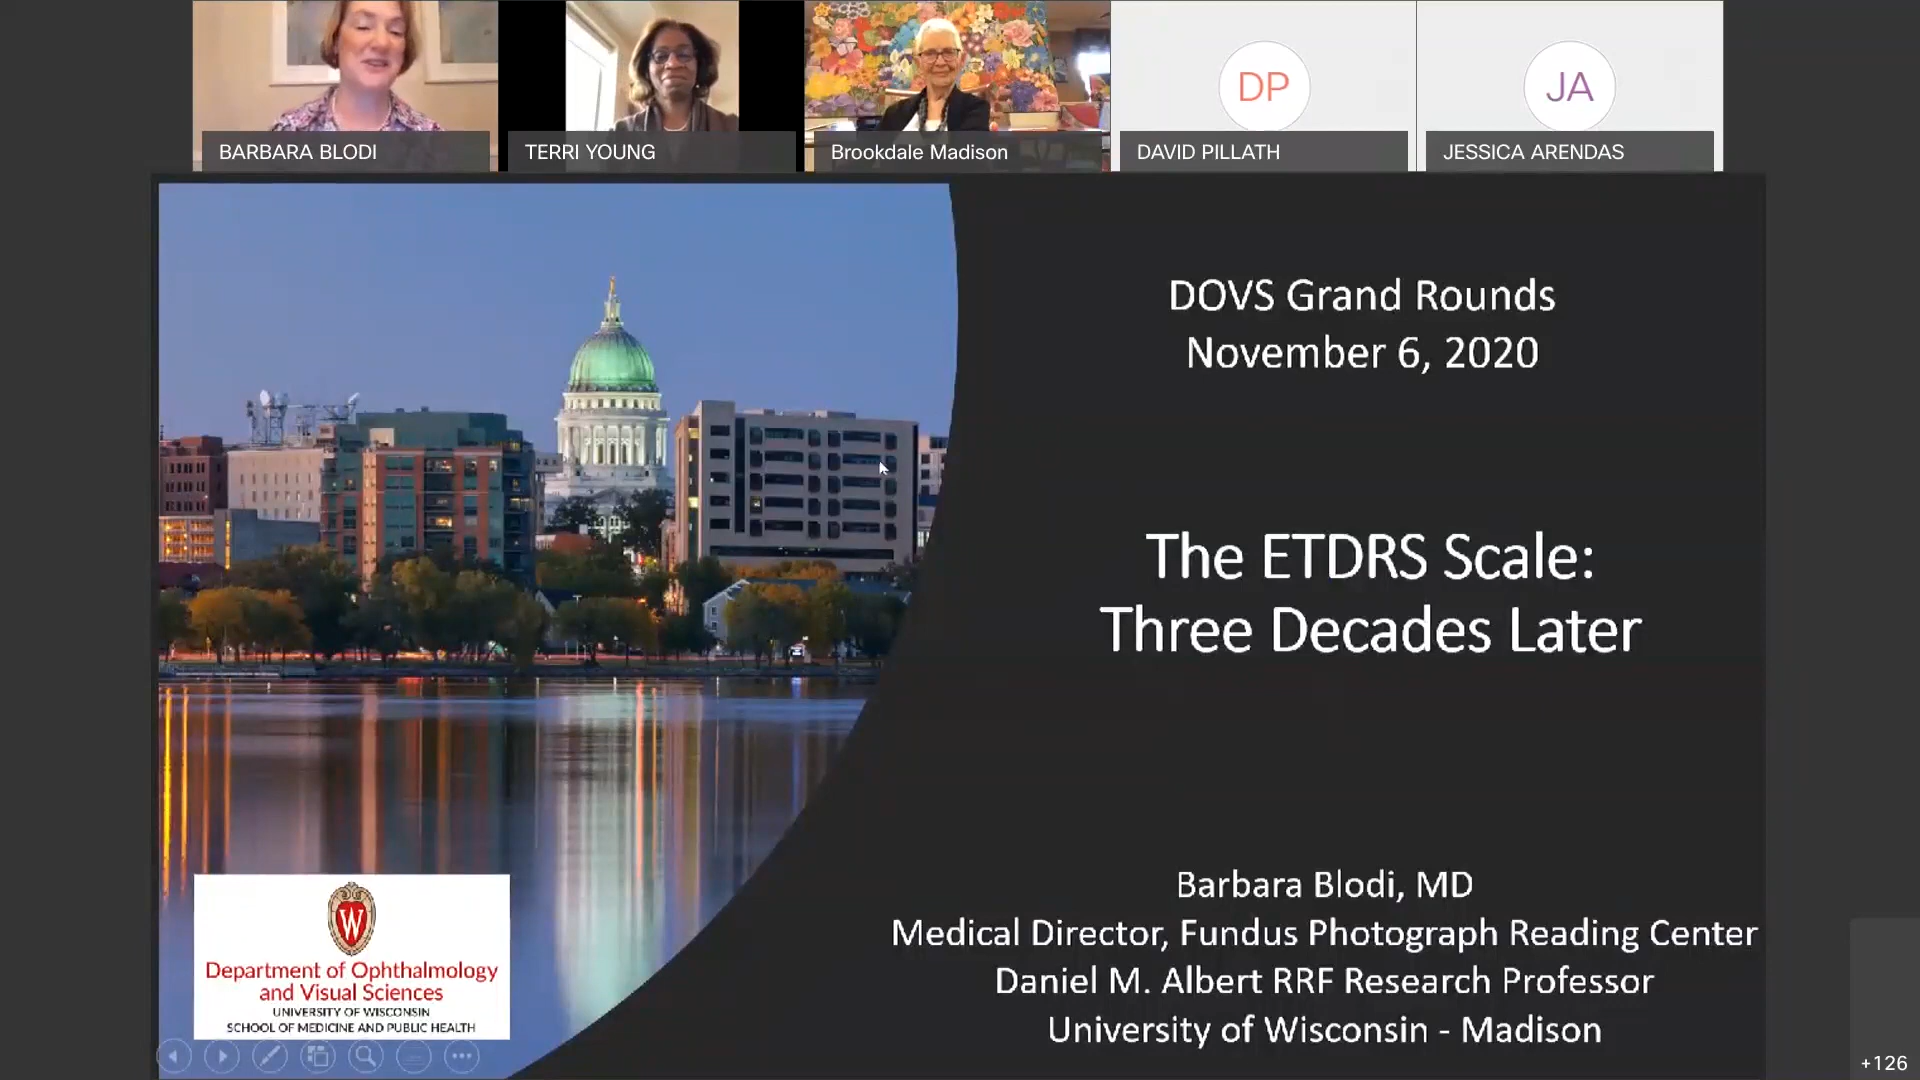 BARBARA BLODI
TERRI YOUNG
Brookdale Madison
DP
DAVID PILLATH
JA
JESSICA ARENDAS
DOVS Grand Rounds
November 6, 2020
The ETDRS Scale:
Three Decades Later
Barbara Blodi, MD
Medical Director, Fundus Photograph Reading Center
Daniel M. Albert RRF Research Professor
University of Wisconsin - Madison
W
Department of Ophthalmology
and Visual Sciences
UNIVERSITY OF WISCONSIN
SCHOOL OF MEDICINE AND PUBLIC HEALTH
+126